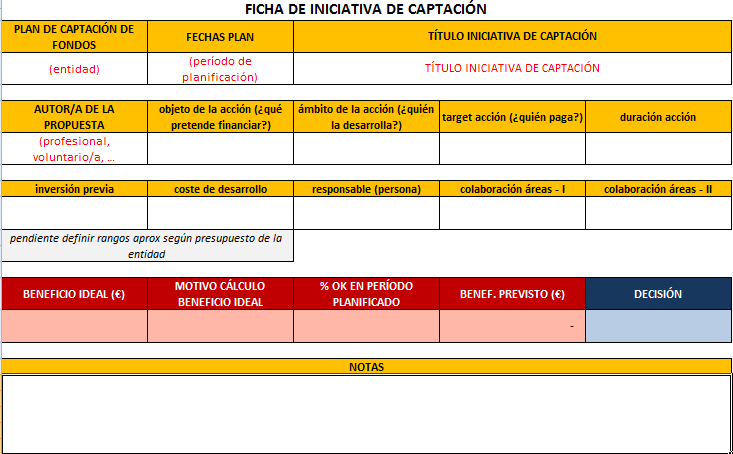 FICHA DE INICIATIVA DE CAPTACIÓN
PLAN DE CAPTACIÓN DE
FONDOS
FECHAS PLAN
TÍTULO INICIATIVA DE CAPTACIÓN
(entidad)
(período de
planificación)
TÍTULO INICIATIVA DE CAPTACIÓN
AUTOR/A DE LA
PROPUESTA
objeto de la acción (¿qué
pretende financiar?)
ámbito de la acción (¿quién
la desarrolla?)
target acción (¿quién paga?)
duración acción
(profesional,
voluntario/a, ...
inversión previa
coste de desarrollo
responsable (persona)
colaboración áreas - I
colaboración áreas - II
pendiente definir rangos aprox según presupuesto de la
entidad
BENEFICIO IDEAL (€)
MOTIVO CÁLCULO
BENEFICIO IDEAL
% OK EN PERÍODO
PLANIFICADO
BENEF. PREVISTO (€)
DECISIÓN
-
NOTAS